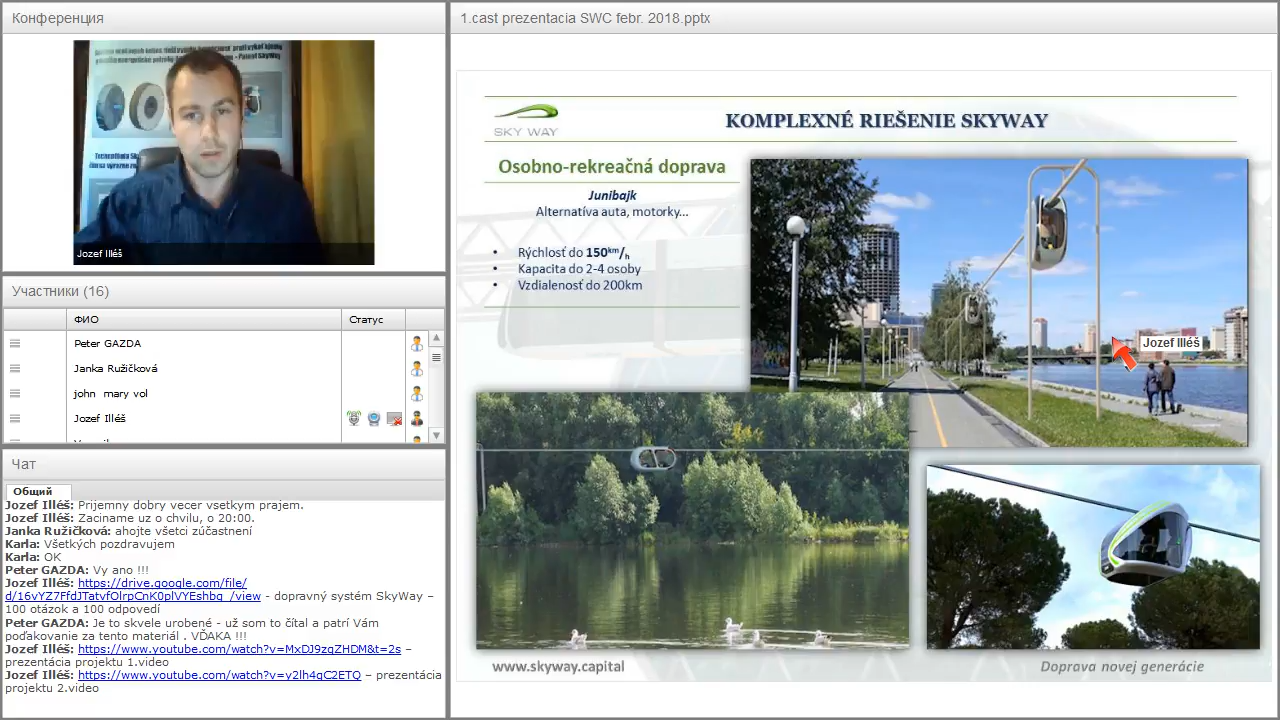 Конференция
Jozef Illéš
Участники (16)
ФИО
Статус
Peter GAZDA
Janka Ružičková
john mary vol
Jozef Illéš
Чат
Общий
Jozef Illéš: Prijemny dobry vecer vsetkym prajem.
Jozef Illéš: Zaciname uz o chvilu, o 20:00.
Janka Ružičková: ahojte všetci zúčastnení
Karla: Všetkých pozdravujem
Karla: OK
Peter GAZDA: Vy ano !!!
Jozef Illéš: https://drive.google.com/file/
d/16vYZ7FfdJTatvfOlrpCnK0plVYEshbq_/view - dopravný systém SkyWay –
100 otázok a 100 odpovedí
Peter GAZDA: Je to skvele urobené - už som to čítal a patrí Vám
poďakovanie za tento materiál . VĎAKA !!!
Jozef Illéš: https://www.youtube.com/watch?v=MxDJ9zqZHDM&t=2s –
prezentácia projektu 1.video
Jozef Illéš: https://www.youtube.com/watch?v=y2lh4qC2ETQ – prezentácia
projektu 2.video
1.cast prezentacia SWC febr. 2018.pptx
SKY WAY
KOMPLEXNÉ RIEŠENIE SKYWAY
Osobno-rekreačná doprava
Junibajk
Alternatíva auta, motorky...
• Rýchlosť do 150km/h
• Kapacita do 2-4 osoby
• Vzdialenosť do 200km
Jozef Illéš
www.skyway.capital
Doprava novej generácie